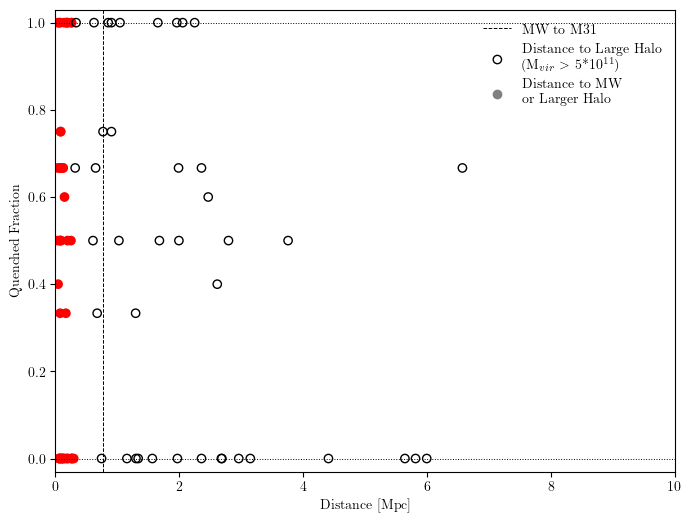 1.0
0.8
0.6
0.4
0.2
0.0
Quenched Fraction
MW to M31
Distance to Large Halo
(M$_{vir}$ > 5*10$^{11}$)
Distance to MW
or Larger Halo
0 2 4 6 8 10
Distance [Mpc]